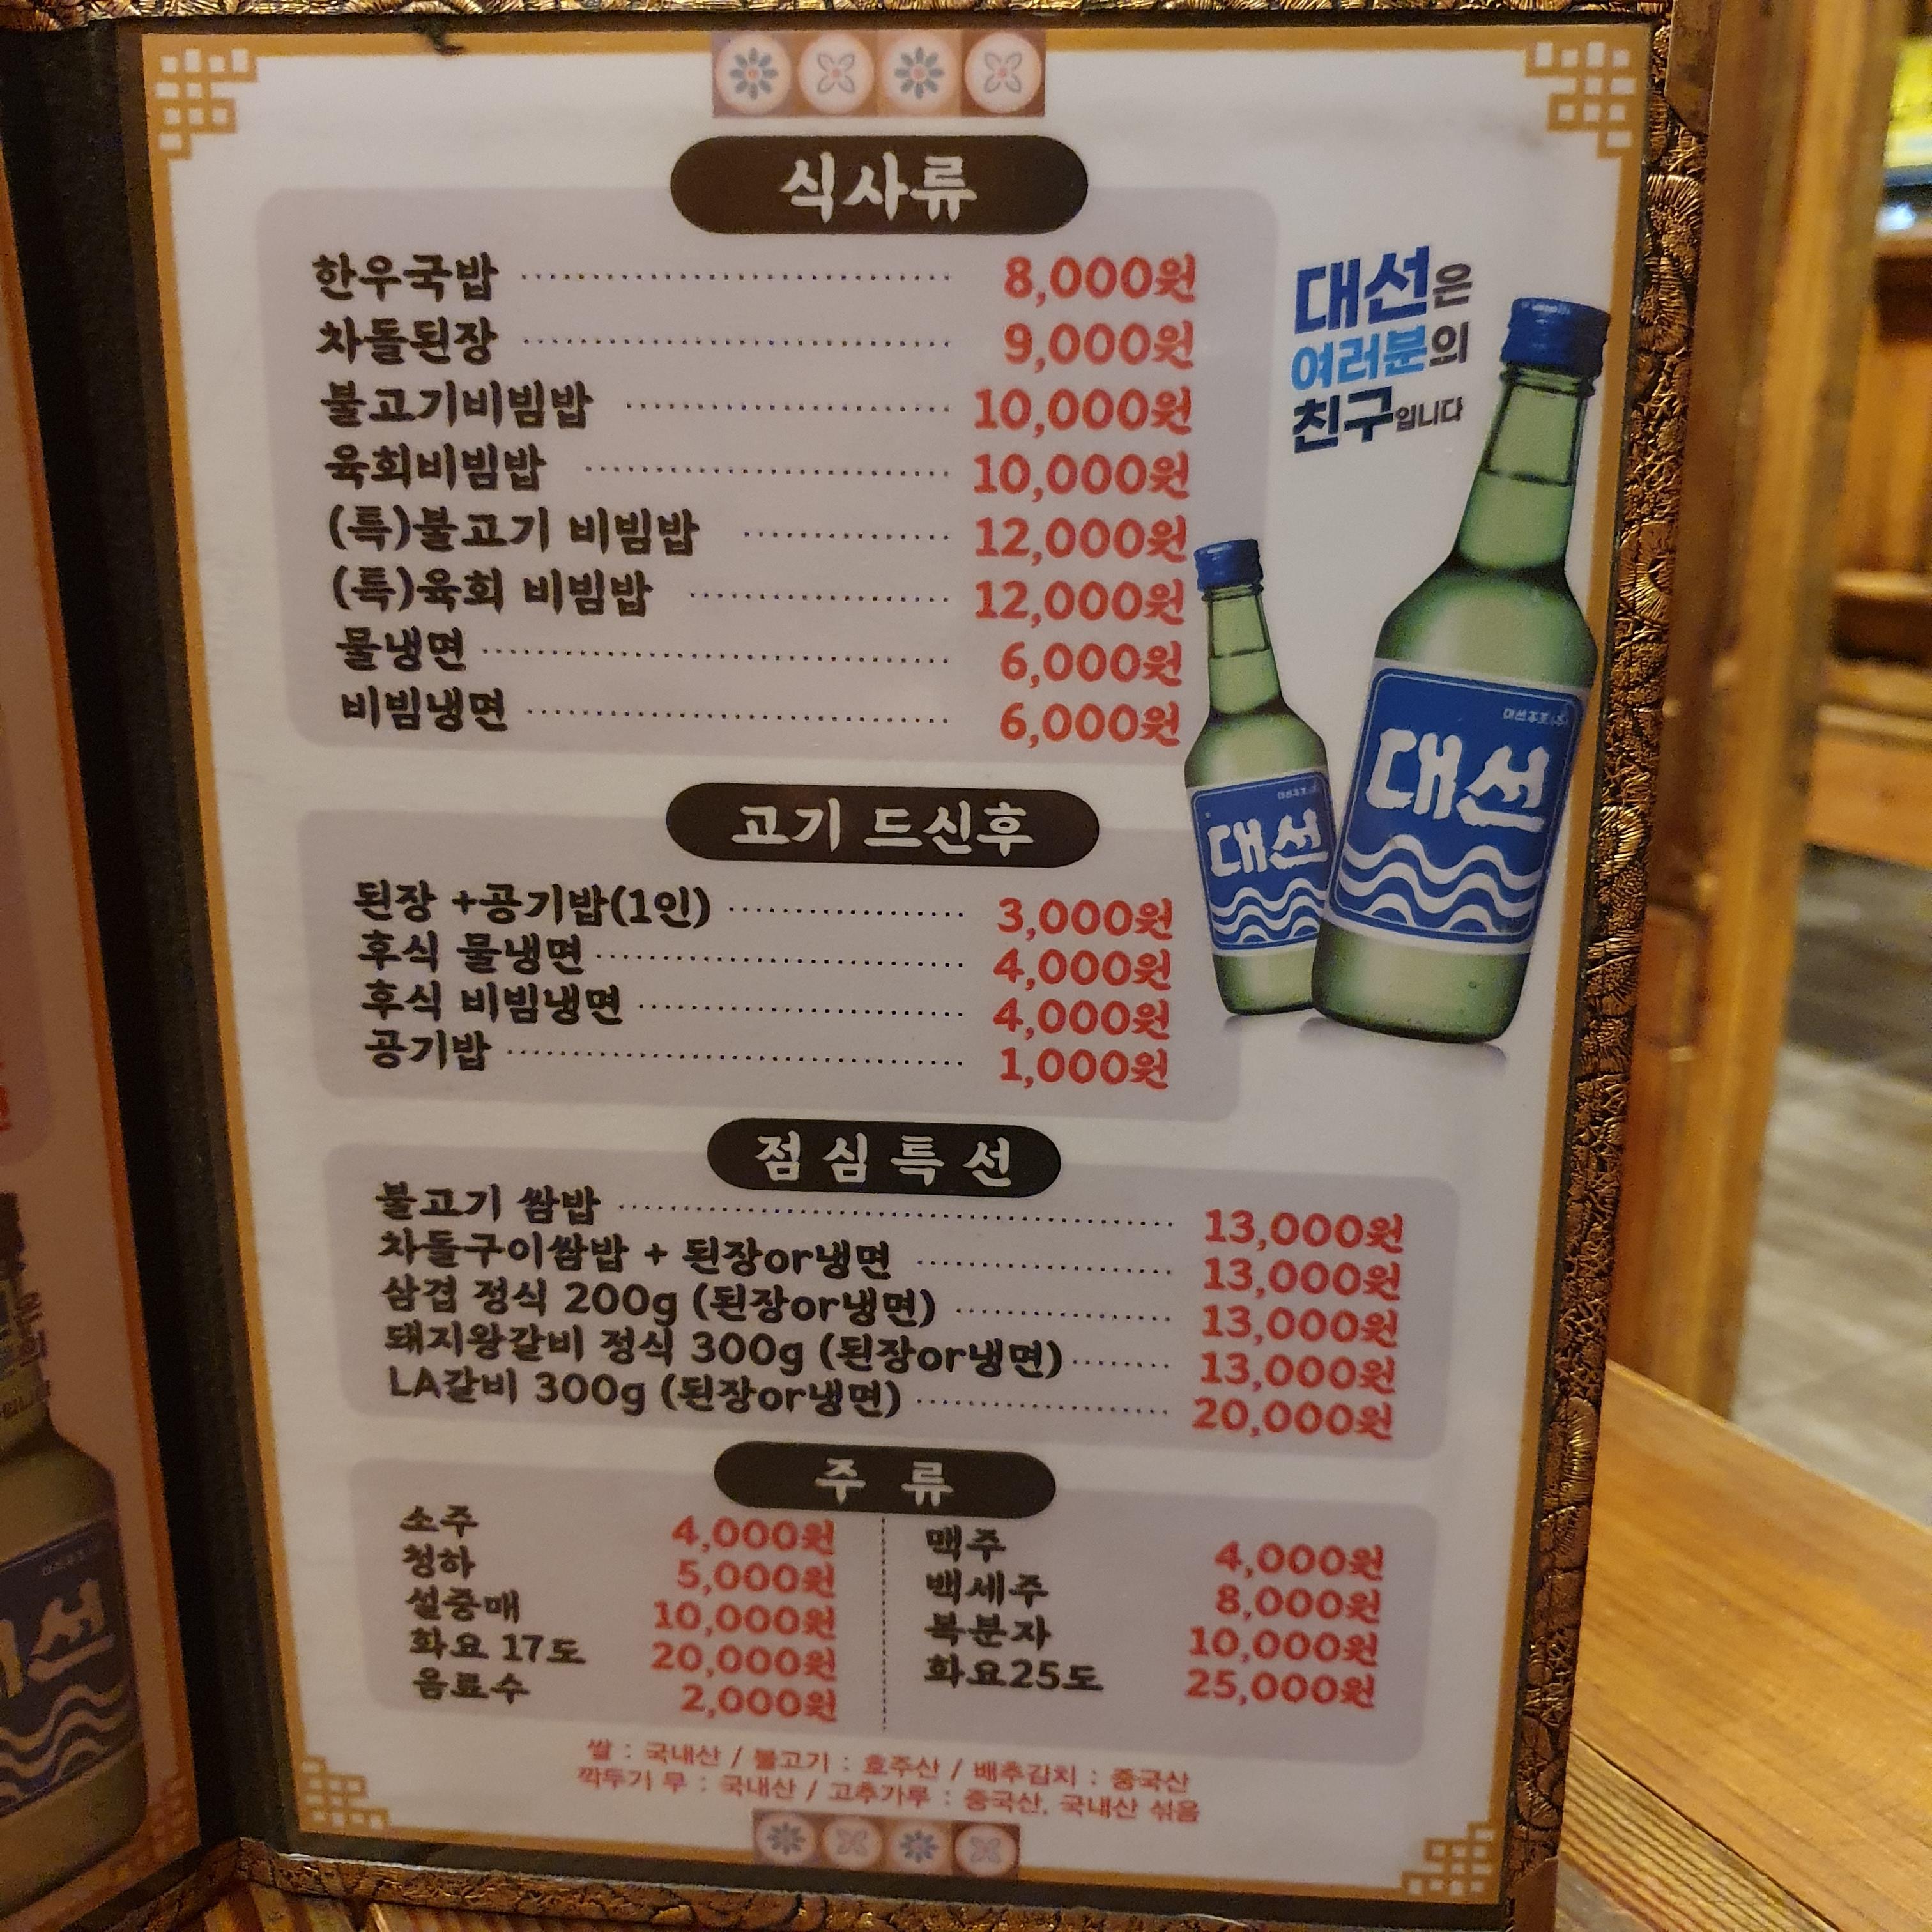 식사류
한우국밥 8,000원
차돌된장 9,000원
불고기비빔밥 10,000원
육회비빔밥 10,000원
(특)불고기 비빔밥 12,000원
(특)육회 비빔밥 12,000원
물냉면 6,000원
비빔냉면 6,000원
대선은
여러분의
친구입니다
대선
대선
고기 드신후
된장 +공기밥(1인) 3,000원
후식 물냉면 4,000원
후식 비빔냉면 4,000원
공기밥 1,000원
점심특선
불고기 쌈밥 13,000원
차돌구이쌈밥 + 된장or냉면 13,000원
삼겹 정식 200g (된장or냉면) 13,000원
돼지왕갈비 정식 300g (된장or냉면) 13,000원
LA갈비 300g (된장or냉면) 20,000원
주 류
소주 4,000원
청하 5,000원
설중매 10,000원
화요 17도 20,000원
음료수 2,000원
맥주 4,000원
백세주 8,000원
복분자 10,000원
화요25도 25,000원
쌀 : 국내산 / 불고기 : 호주산 / 배추김치 : 중국산
깍두기 무 : 국내산 / 고추가루 : 중국산, 국내산 섞음